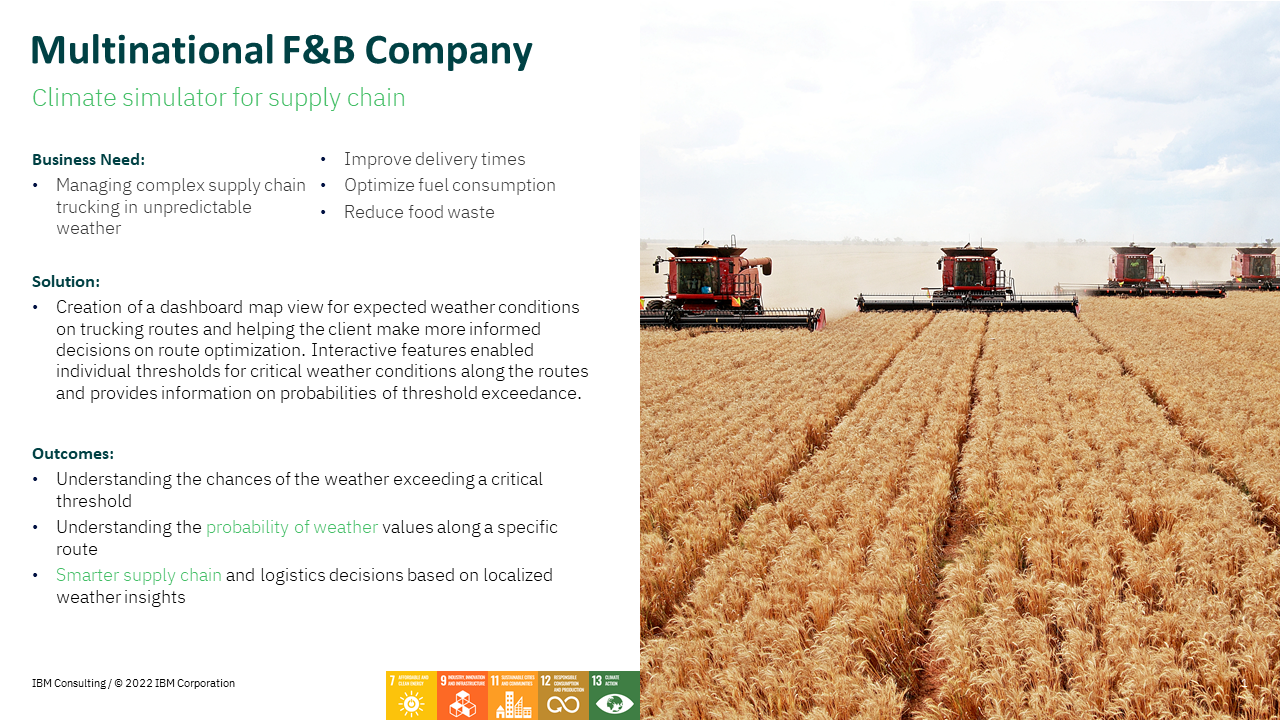 Multinational F&B Company
Climate simulator for supply chain
Business Need:
• Managing complex supply chain
trucking in unpredictable
weather
• Improve delivery times
• Optimize fuel consumption
• Reduce food waste
Solution:
• Creation of a dashboard map view for expected weather conditions
on trucking routes and helping the client make more informed
decisions on route optimization. Interactive features enabled
individual thresholds for critical weather conditions along the routes
and provides information on probabilities of threshold exceedance.
Outcomes:
• Understanding the chances of the weather exceeding a critical
threshold
• Understanding the probability of weather values along a specific
route
• Smarter supply chain and logistics decisions based on localized
weather insights
IBM Consulting / © 2022 IBM Corporation
7 AFFORDABLE AND
CLEAN ENERGY
9 INDUSTRY, INNOVATION
AND INFRASTRUCTURE
11 SUSTAINABLE CITIES
AND COMMUNITIES
12 RESPONSIBLE
CONSUMPTION
AND PRODUCTION
13 CLIMATE
ACTION